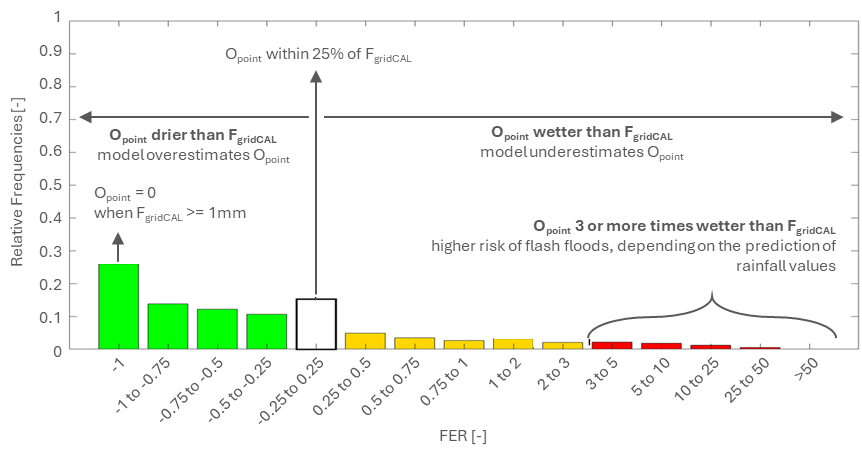 1
0.9
0.8
0.7
0.6
0.5
0.4
0.3
0.2
0.1
0
Relative Frequencies [-]
Opoint within 25% of FgridCAL
Opoint drier than FgridCAL
model overestimates Opoint
Opoint wetter than FgridCAL
model underestimates Opoint
Opoint = 0
when FgridCAL >= 1mm
Opoint 3 or more times wetter than FgridCAL
higher risk of flash floods, depending on the prediction of
rainfall values
-1
-1 to -0.75
-0.75 to -0.5
-0.5 to -0.25
-0.25 to 0.25
0.25 to 0.5
0.5 to 0.75
0.75 to 1
1 to 2
2 to 3
3 to 5
5 to 10
10 to 25
25 to 50
>50
FER [-]